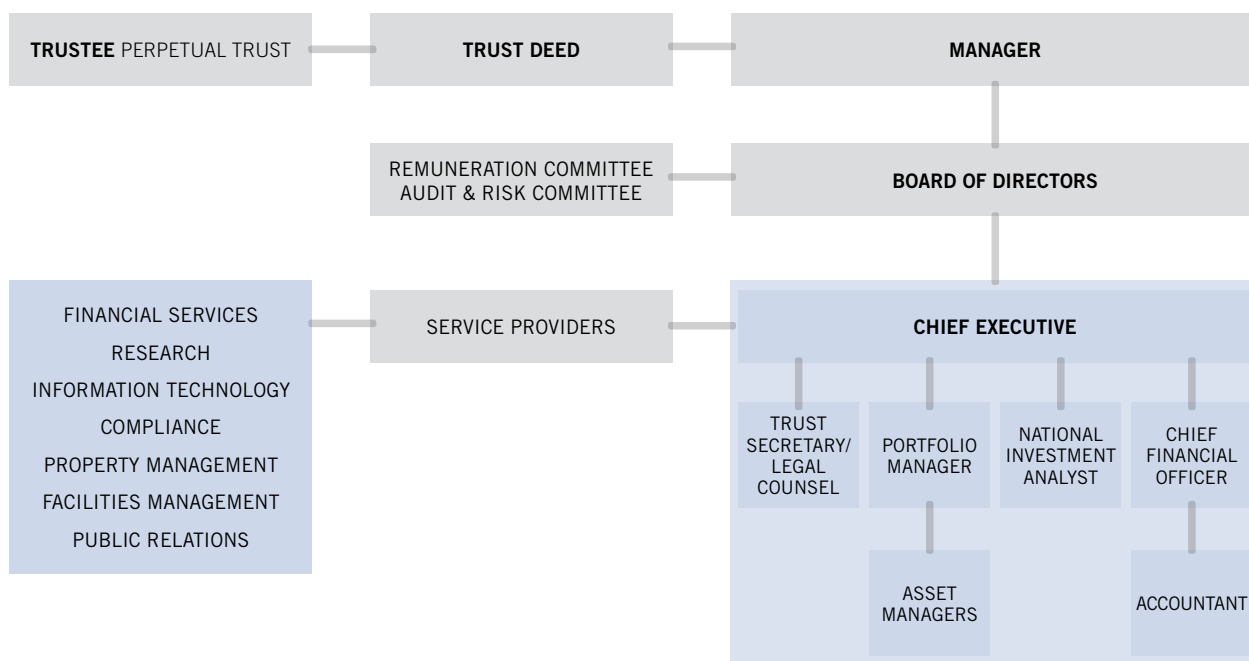 TRUSTEE PERPETUAL TRUST
TRUST DEED
MANAGER
REMUNERATION COMMITTEE
AUDIT & RISK COMMITTEE
BOARD OF DIRECTORS
FINANCIAL SERVICES
RESEARCH
INFORMATION TECHNOLOGY
COMPLIANCE
PROPERTY MANAGEMENT
FACILITIES MANAGEMENT
PUBLIC RELATIONS
SERVICE PROVIDERS
CHIEF EXECUTIVE
TRUST
SECRETARY/
LEGAL
COUNSEL
PORTFOLIO
MANAGER
NATIONAL
INVESTMENT
ANALYST
CHIEF
FINANCIAL
OFFICER
ASSET
MANAGERS
ACCOUNTANT